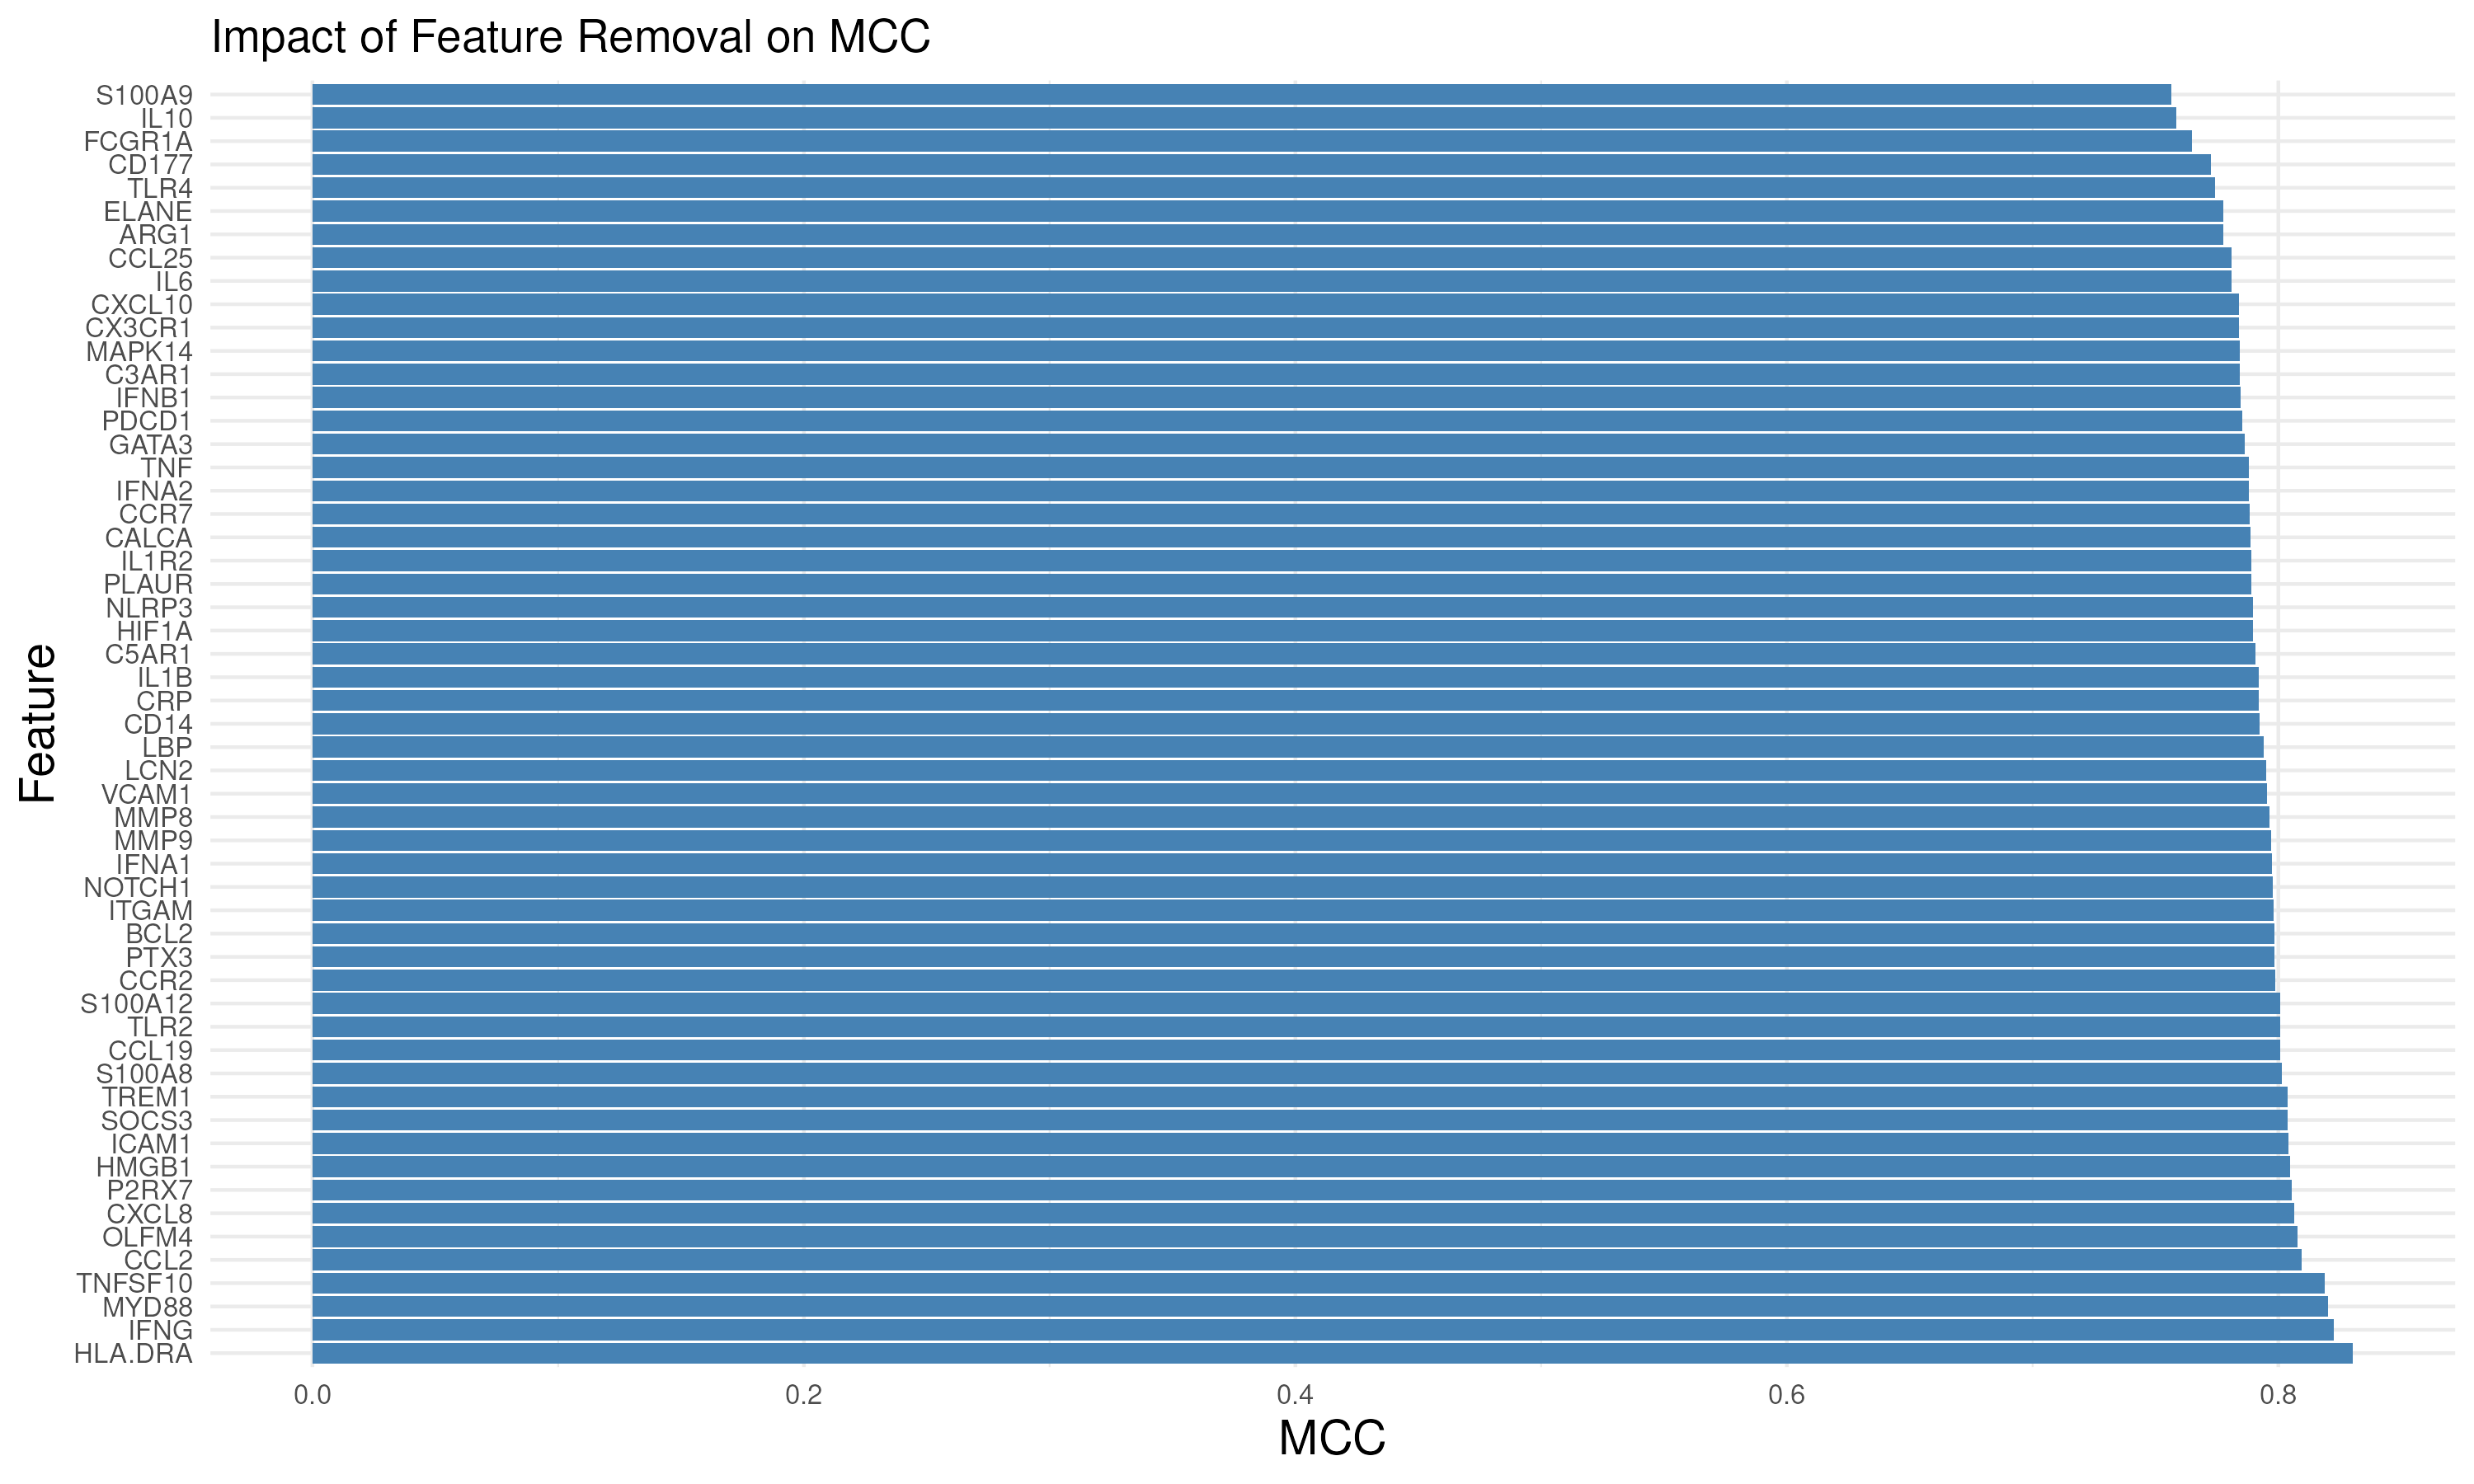 Impact of Feature Removal on MCC
Feature
S100A9
IL10
FCGR1A
CD177
TLR4
ELANE
ARG1
CCL25
IL6
CXCL10
CX3CR1
MAPK14
C3AR1
IFNB1
PDCD1
GATA3
TNF
IFNA2
CCR7
CALCA
IL1R2
PLAUR
NLRP3
HIF1A
C5AR1
IL1B
CRP
CD14
LBP
LCN2
VCAM1
MMP8
MMP9
IFNA1
NOTCH1
ITGAM
BCL2
PTX3
CCR2
S100A12
TLR2
CCL19
S100A8
TREM1
SOCS3
ICAM1
HMGB1
P2RX7
CXCL8
OLFM4
CCL2
TNFSF10
MYD88
IFNG
HLA.DRA
0.0 0.2 0.4 0.6 0.8
MCC